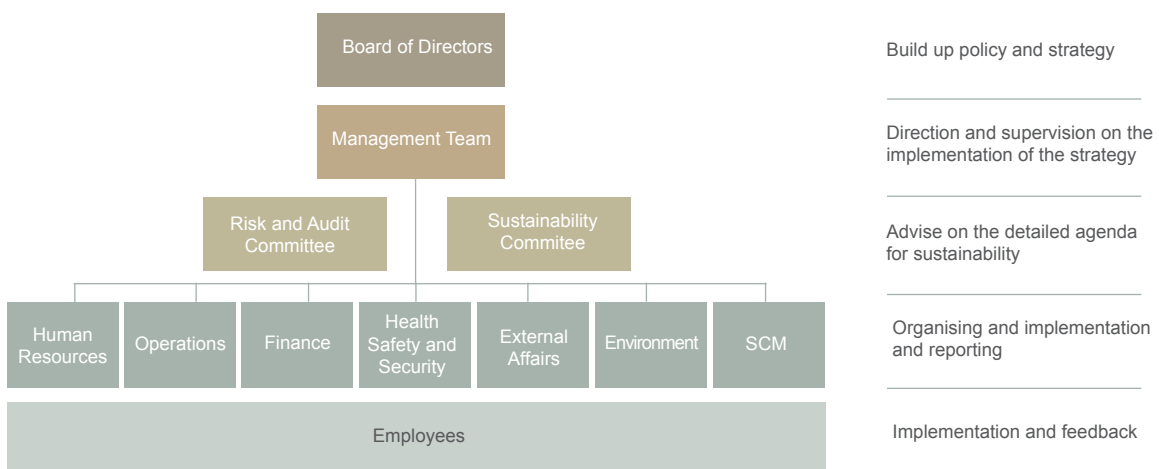 Board of Directors
Build up policy and strategy
Management Team
Direction and supervision on the
implementation of the strategy
Risk and Audit
Committee
Sustainability
Commitee
Advise on the detailed agenda
for sustainability
Human
Resources
Operations
Finance
Health
Safety and
Security
External
Affairs
Environment
SCM
Organising and implementation
and reporting
Employees
Implementation and feedback